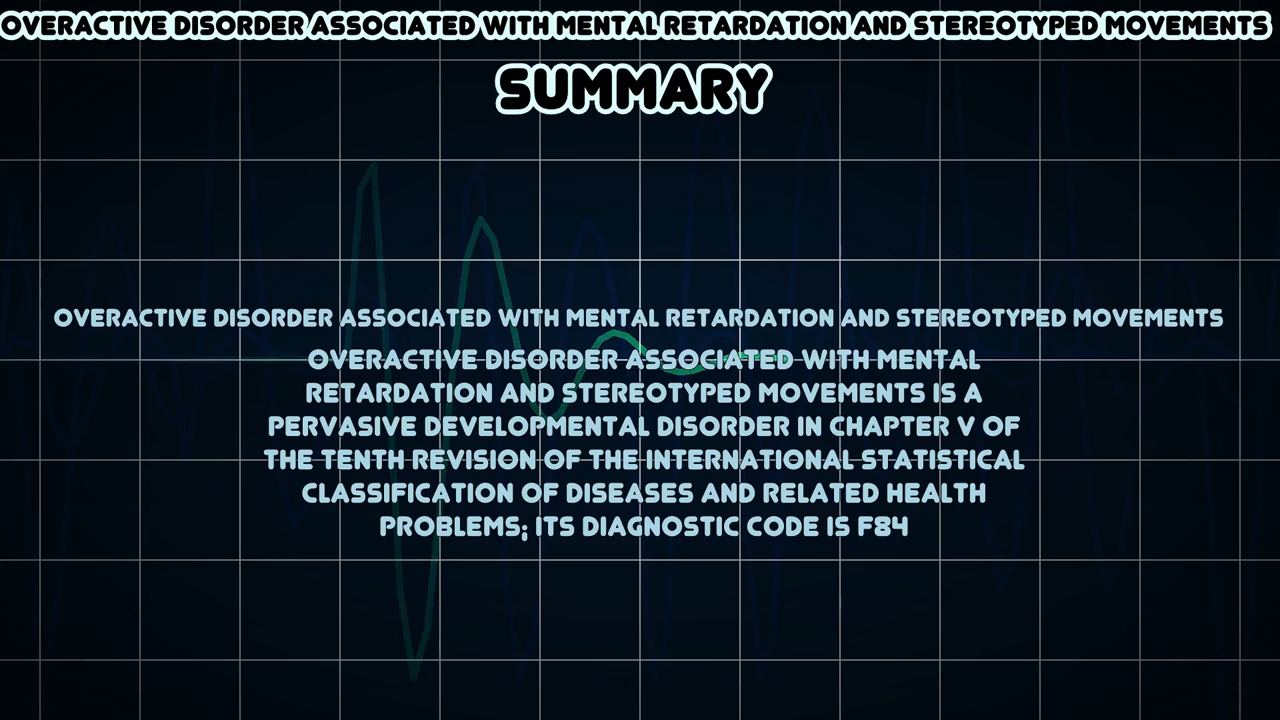 OVERACTIVE DISORDER ASSOCIATED WITH MENTAL RETARDATION AND STEREOTYPED MOVEMENTS
SUMMARY
OVERACTIVE DISORDER ASSOCIATED WITH MENTAL RETARDATION AND STEREOTYPED MOVEMENTS
OVERACTIVE DISORDER ASSOCIATED WITH MENTAL
RETARDATION AND STEREOTYPED MOVEMENTS IS A
PERVASIVE DEVELOPMENTAL DISORDER IN CHAPTER V OF
THE TENTH REVISION OF THE INTERNATIONAL STATISTICAL
CLASSIFICATION OF DISEASES AND RELATED HEALTH
PROBLEMS; ITS DIAGNOSTIC CODE IS F84